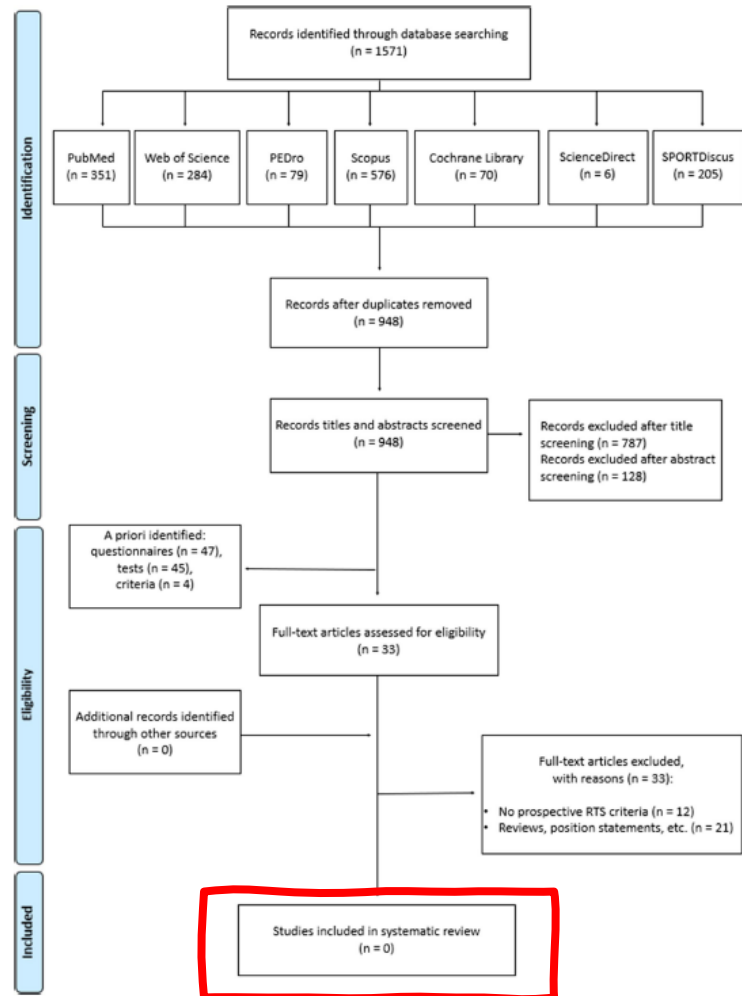 Identification
Records identified through database searching
(n = 1571)
PubMed
(n = 351)
Web of Science
(n = 284)
PEDro
(n = 79)
Scopus
(n = 576)
Cochrane Library
(n = 70)
ScienceDirect
(n = 6)
SPORTDiscus
(n = 205)
Records after duplicates removed
(n = 948)
Screening
Records titles and abstracts screened
(n = 948)
Records excluded after title
screening (n = 787)
Records excluded after abstract
screening (n = 128)
Eligibility
A priori identified:
questionnaires (n = 47),
tests (n = 45),
criteria (n = 4)
Full-text articles assessed for eligibility
(n = 33)
Additional records identified
through other sources
(n = 0)
Full-text articles excluded,
with reasons (n = 33):
• No prospective RTS criteria (n = 12)
• Reviews, position statements, etc. (n = 21)
Included
Studies included in systematic review
(n = 0)